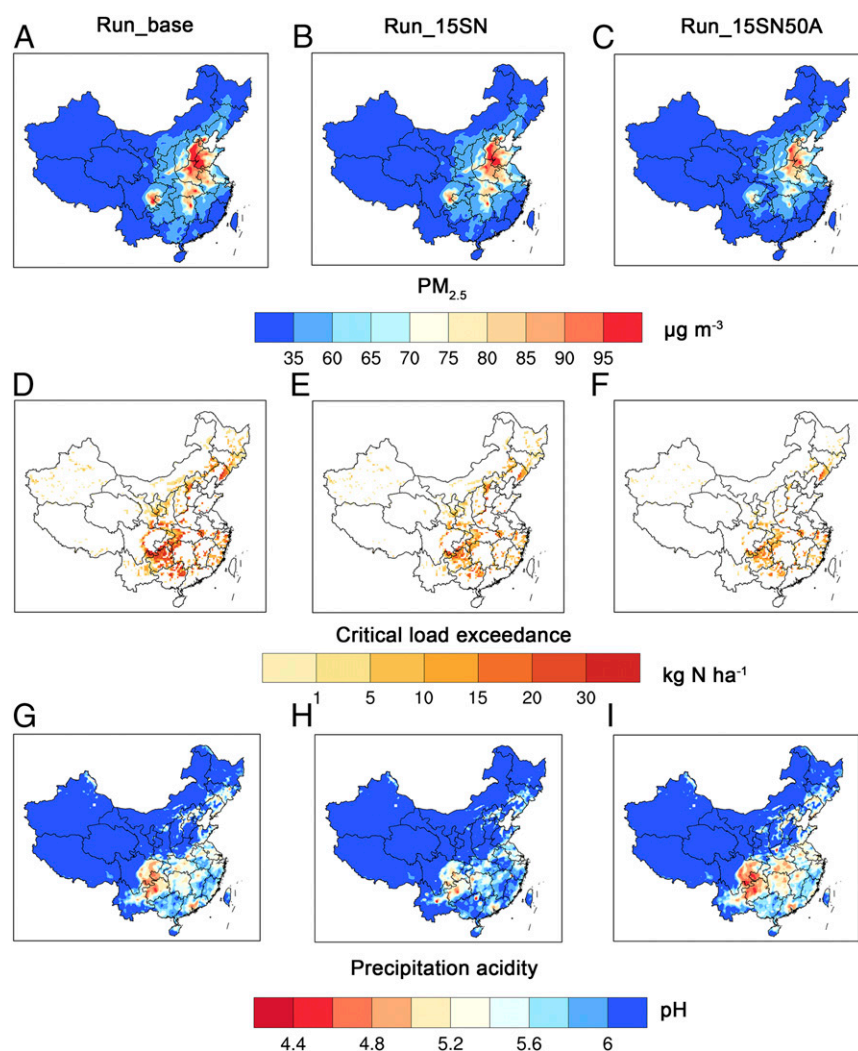 A Run_base B Run_15SN C Run_15SN50A
PM2.5
µg m-3
35 60 65 70 75 80 85 90 95
D E F
Critical load exceedance
kg N ha-1
1 5 10 15 20 30
G H I
Precipitation acidity
pH
4.4 4.8 5.2 5.6 6